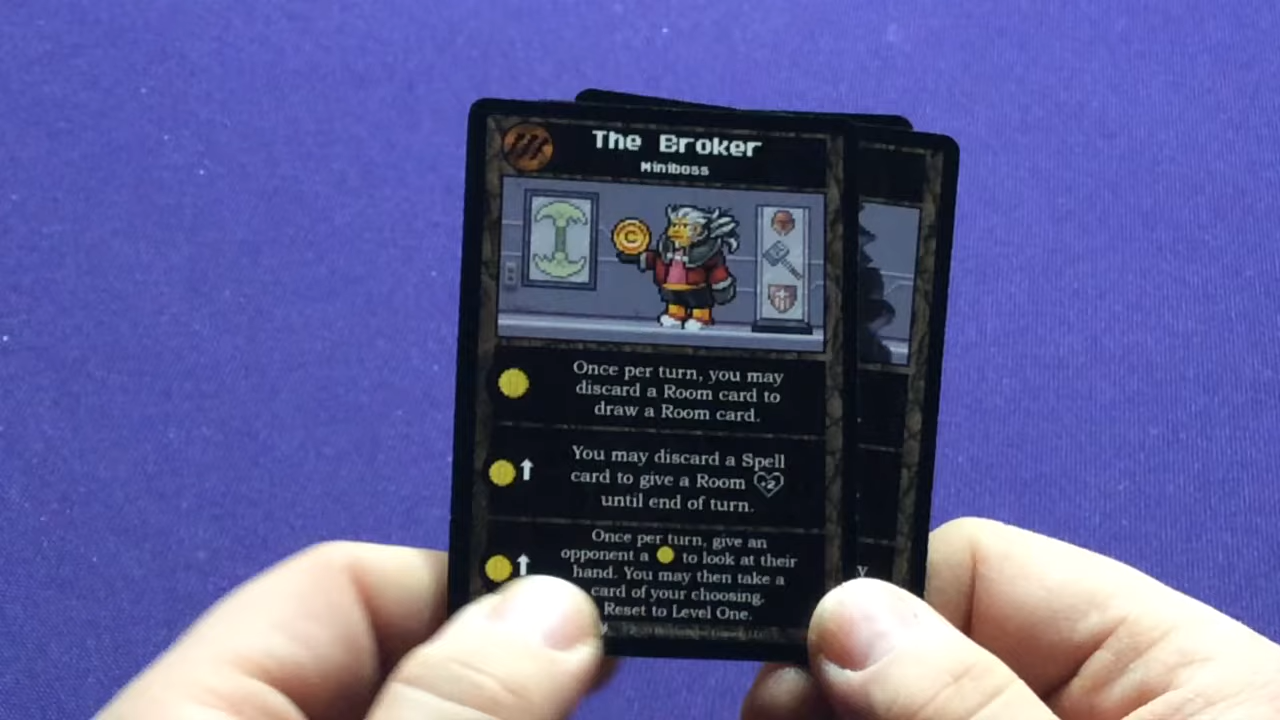 The Broker
Miniboss
C
Once per turn, you may
discard a Room card to
draw a Room card.
You may discard a Spell
card to give a Room +2
until end of turn.
Once per turn, give an
opponent a to look at their
hand. You may then take a
card of your choosing.
Reset to Level One.
y